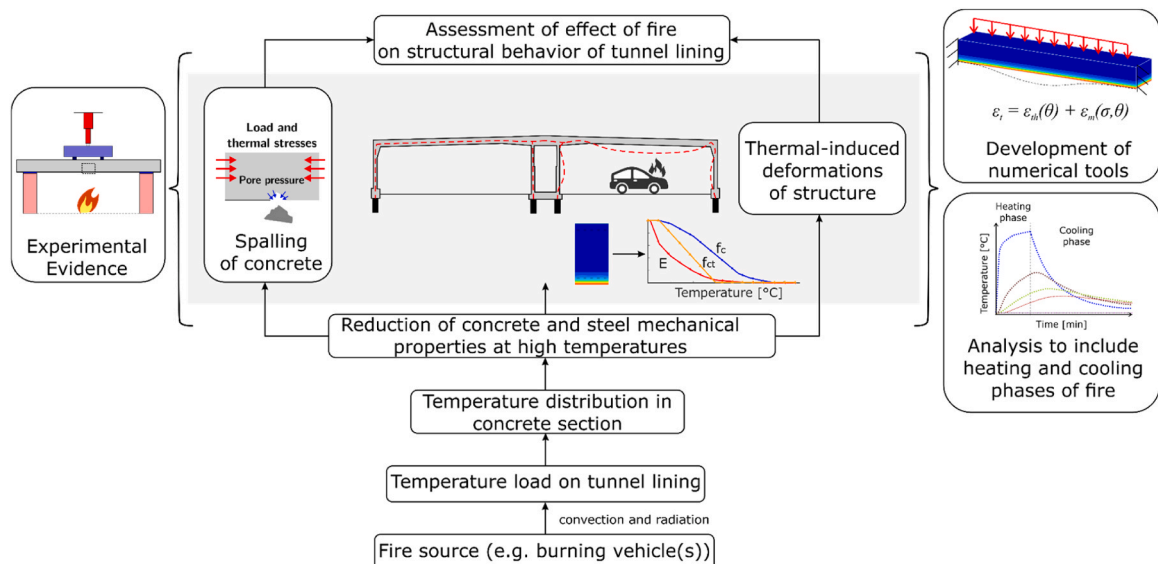 Assessment of effect of fire
on structural behavior of tunnel lining
Experimental
Evidence
Load and
thermal stresses
Pore pressure
Spalling
of concrete
E
f_ct
f_c
Temperature [°C]
Thermal-induced
deformations
of structure
ε_t = ε_th(θ) + ε_m(σ,θ)
Development of
numerical tools
Heating
phase
Cooling
phase
Temperature [°C]
Time [min]
Analysis to include
heating and cooling
phases of fire
Reduction of concrete and steel mechanical
properties at high temperatures
Temperature distribution in
concrete section
Temperature load on tunnel lining
convection and radiation
Fire source (e.g. burning vehicle(s))